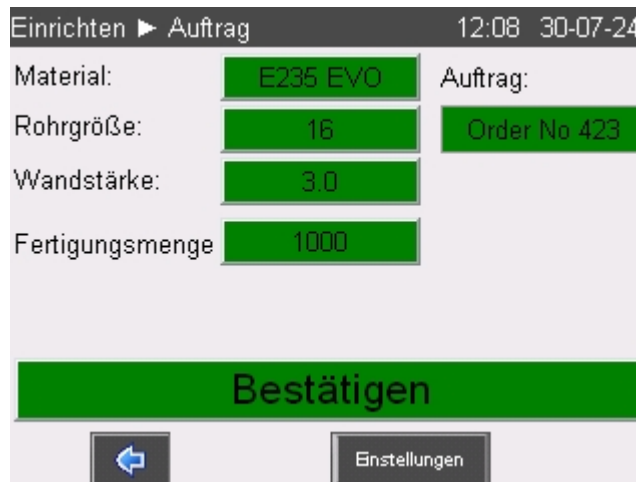 Einrichten ► Auftrag 12:08 30-07-24
Material: E235 EVO Auftrag:
Rohrgröße: 16 Order No 423
Wandstärke: 3.0
Fertigungsmenge 1000
Bestätigen
Einstellungen